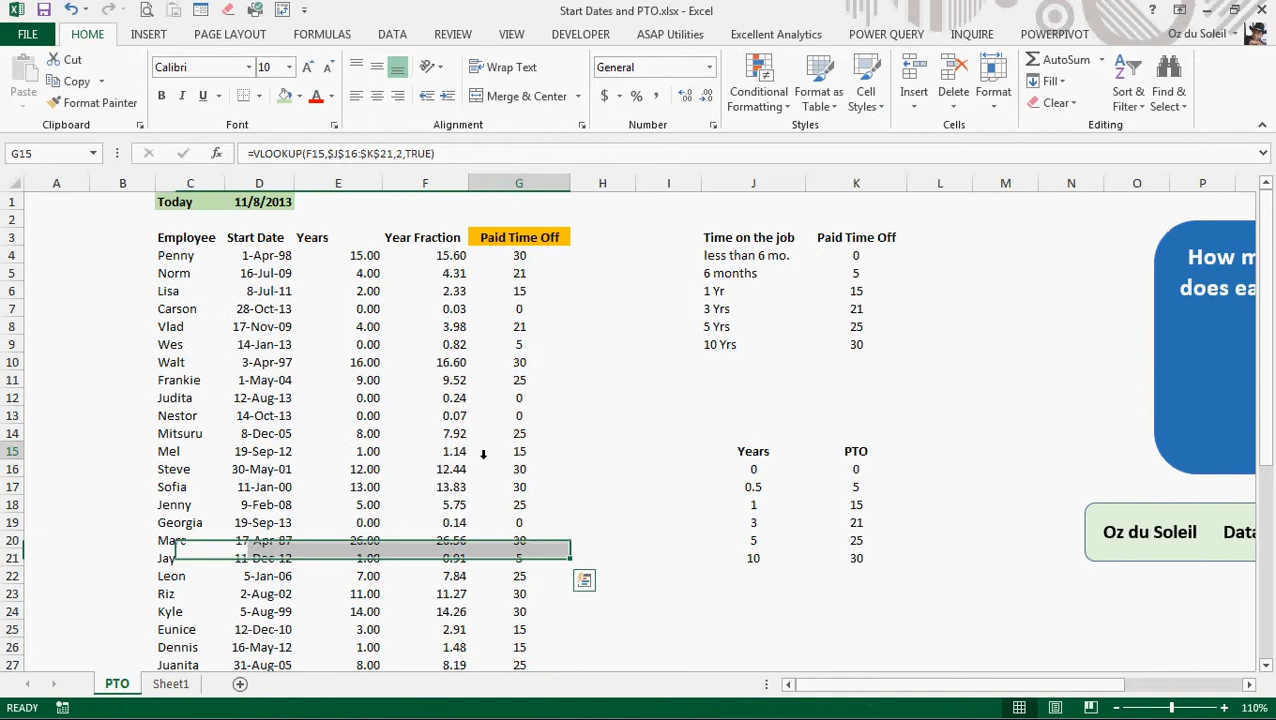 Start Dates and PTO.xlsx - Excel
FILE HOME INSERT PAGE LAYOUT FORMULAS DATA REVIEW VIEW DEVELOPER ASAP Utilities Excellent Analytics POWER QUERY INQUIRE POWERPIVOT Oz du Soleil
Paste Cut Copy Format Painter Clipboard
Calibri 10 B I U A Font
Wrap Text Merge & Center Alignment
General $ % , Number
Conditional Formatting Format as Table Cell Styles Styles
Insert Delete Format Cells
AutoSum Fill Clear Sort & Filter Find & Select Editing
G15 fx =VLOOKUP(F15,$J$16:$K$21,2,TRUE)
A B C D E F G H I J K L M N O P
1 Today 11/8/2013
2
3 Employee Start Date Years Year Fraction Paid Time Off Time on the job Paid Time Off
4 Penny 1-Apr-98 15.00 15.60 30 less than 6 mo. 0
5 Norm 16-Jul-09 4.00 4.31 21 6 months 5
6 Lisa 8-Jul-11 2.00 2.33 15 1 Yr 15
7 Carson 28-Oct-13 0.00 0.03 0 3 Yrs 21
8 Vlad 17-Nov-09 4.00 3.98 21 5 Yrs 25
9 Wes 14-Jan-13 0.00 0.82 5 10 Yrs 30
10 Walt 3-Apr-97 16.00 16.60 30
11 Frankie 1-May-04 9.00 9.52 25
12 Judita 12-Aug-13 0.00 0.24 0
13 Nestor 14-Oct-13 0.00 0.07 0
14 Mitsuru 8-Dec-05 8.00 7.92 25
15 Mel 19-Sep-12 1.00 1.14 15 Years PTO
16 Steve 30-May-01 12.00 12.44 30 0 0
17 Sofia 11-Jan-00 13.00 13.83 30 0.5 5
18 Jenny 9-Feb-08 5.00 5.75 25 1 15
19 Georgia 19-Sep-13 0.00 0.14 0 3 21
20 Marc 17-Apr-87 26.00 26.56 30 5 25
21 Jay 11-Dec-12 1.00 0.91 5 10 30
22 Leon 5-Jan-06 7.00 7.84 25
23 Riz 2-Aug-02 11.00 11.27 30
24 Kyle 5-Aug-99 14.00 14.26 30
25 Eunice 12-Dec-10 3.00 2.91 15
26 Dennis 16-May-12 1.00 1.48 15
27 Juanita 31-Aug-05 8.00 8.19 25
How m
does ea
Oz du Soleil Data
PTO Sheet1
READY 110%